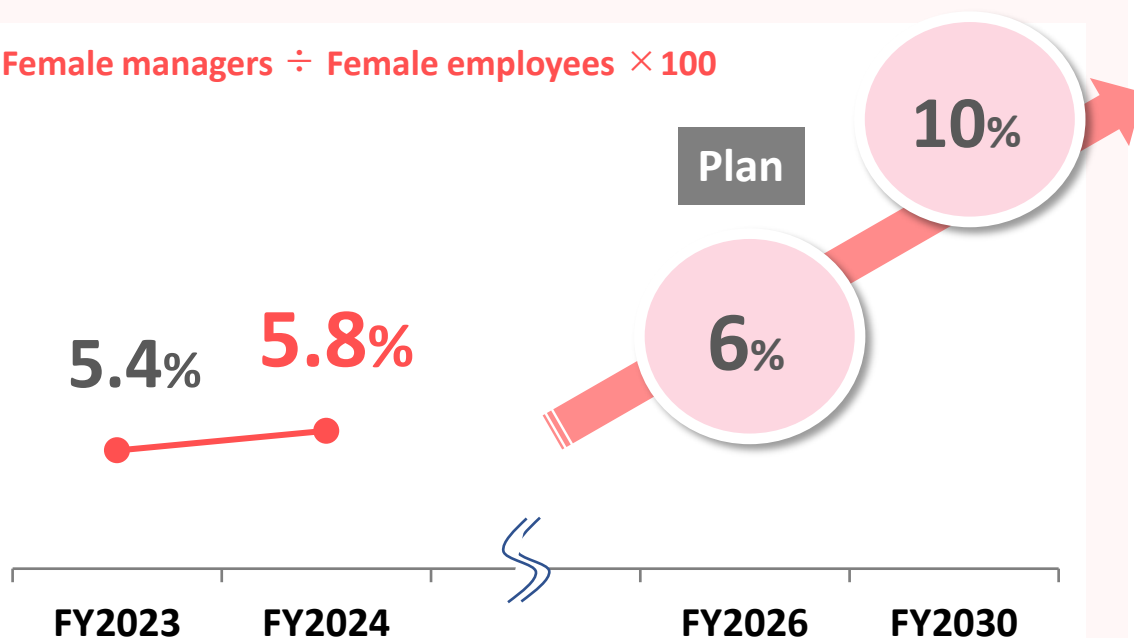 Female managers ÷ Female employees ×100
10%
Plan
6%
5.8%
5.4%
FY2023 FY2024 FY2026 FY2030